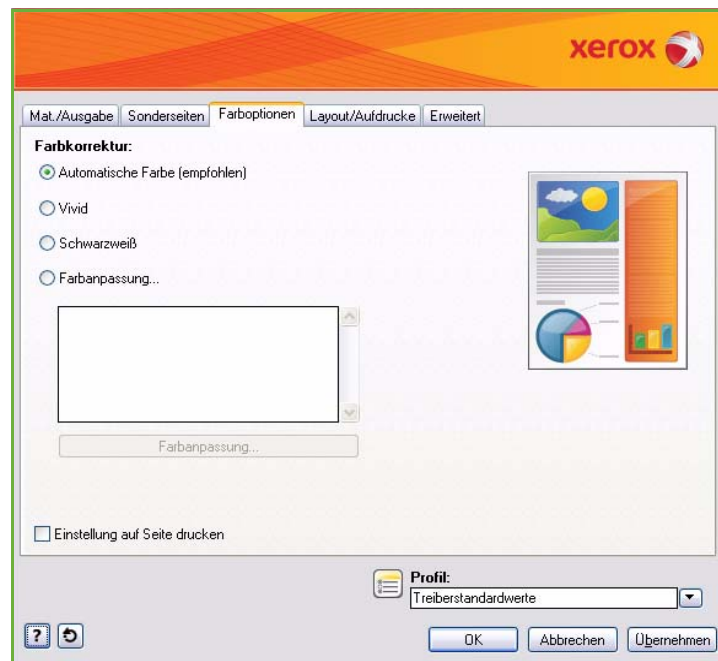 xerox
Mat./Ausgabe Sonderseiten Farboptionen Layout/Aufdrucke Erweitert
Farbkorrektur:
Automatische Farbe (empfohlen)
Vivid
Schwarzweiß
Farbanpassung...
Farbanpassung...
Einstellung auf Seite drucken
Profil:
Treiberstandardwerte
? OK Abbrechen Übernehmen